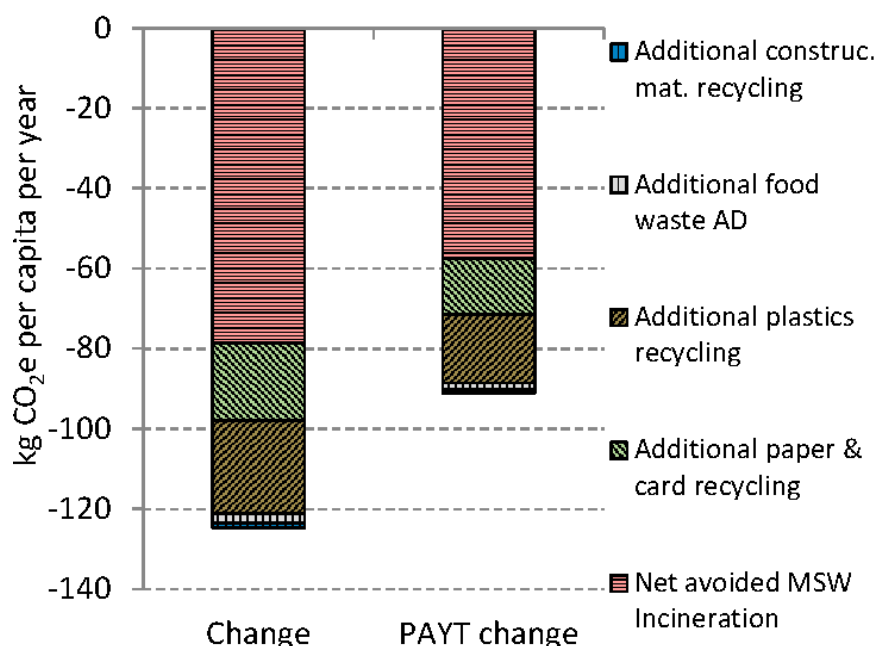 0
-20
-40
-60
-80
-100
-120
-140
kg CO2e per capita per year
Change
PAYT change
Additional construc.
mat. recycling
Additional food
waste AD
Additional plastics
recycling
Additional paper &
card recycling
Net avoided MSW
Incineration